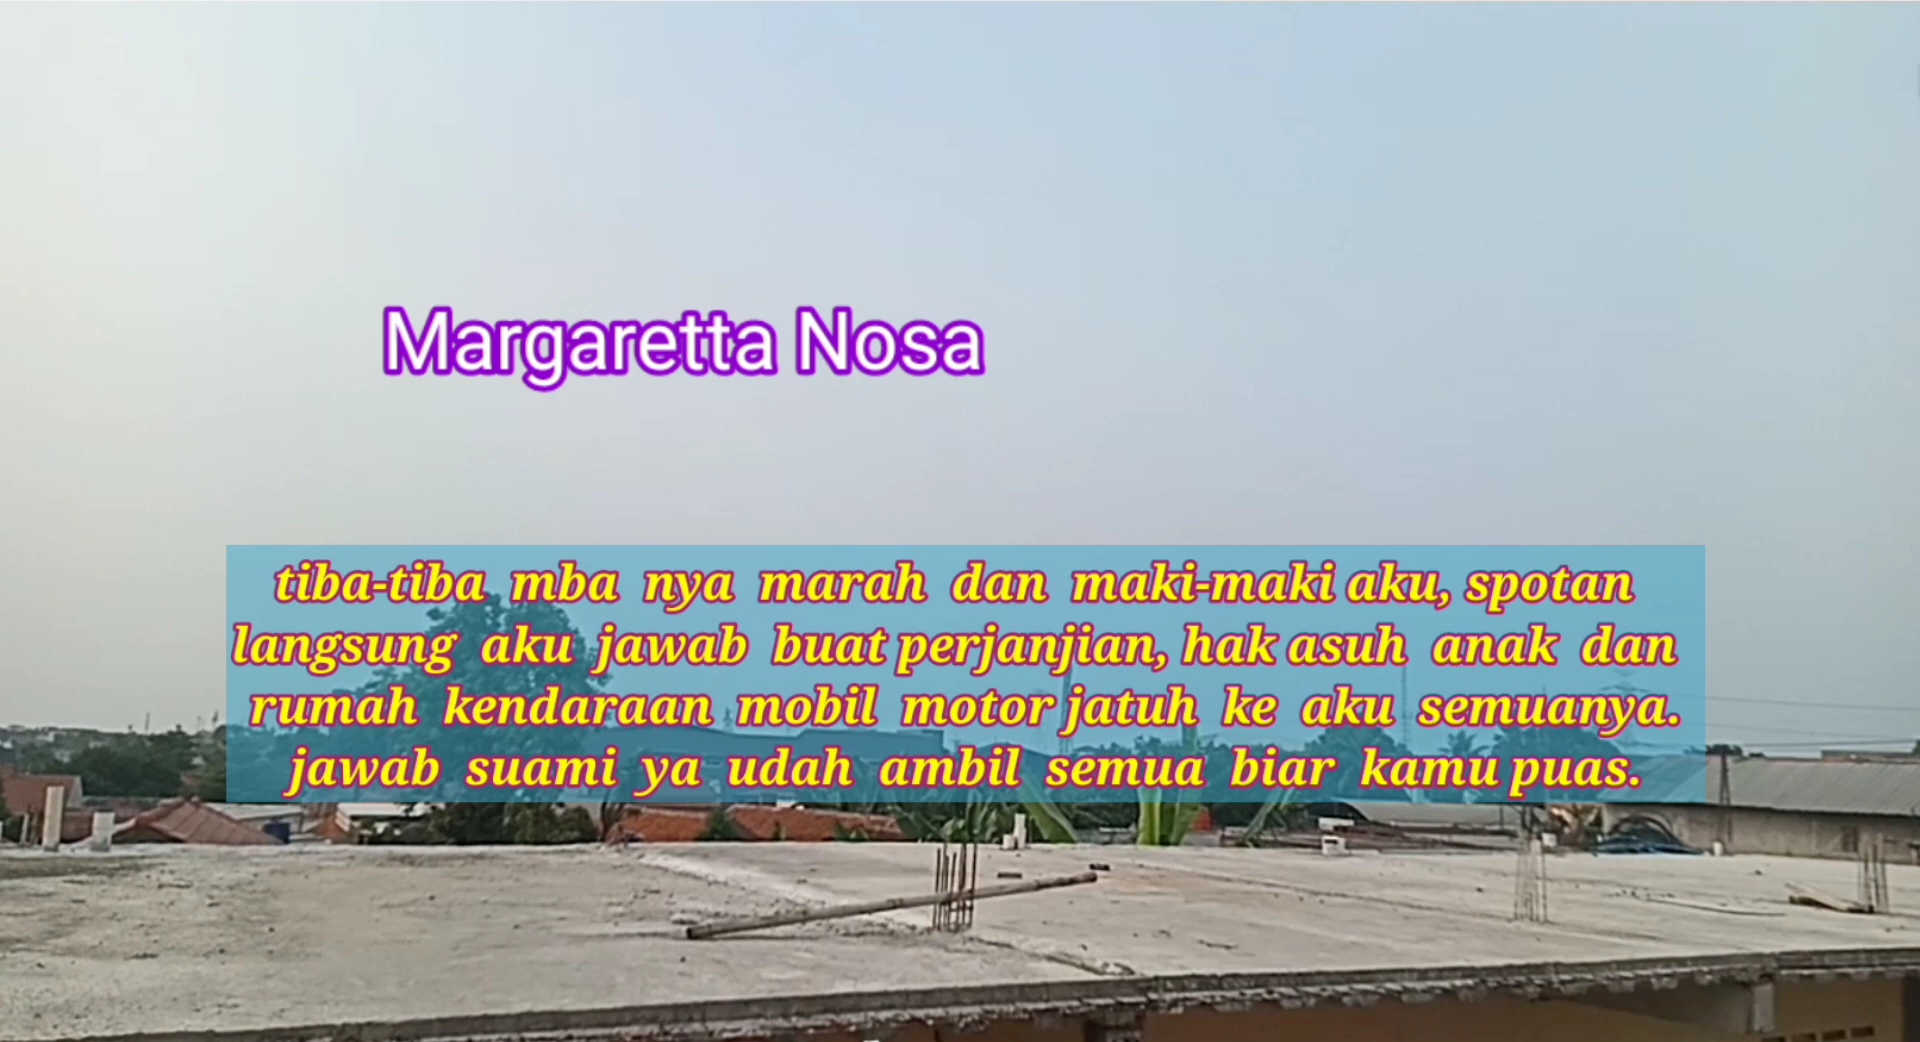 Margaretta Nosa
tiba-tiba mba nya marah dan maki-maki aku, spotan
langsung aku jawab buat perjanjian, hak asuh anak dan
rumah kendaraan mobil motor jatuh ke aku semuanya.
jawab suami ya udah ambil semua biar kamu puas.